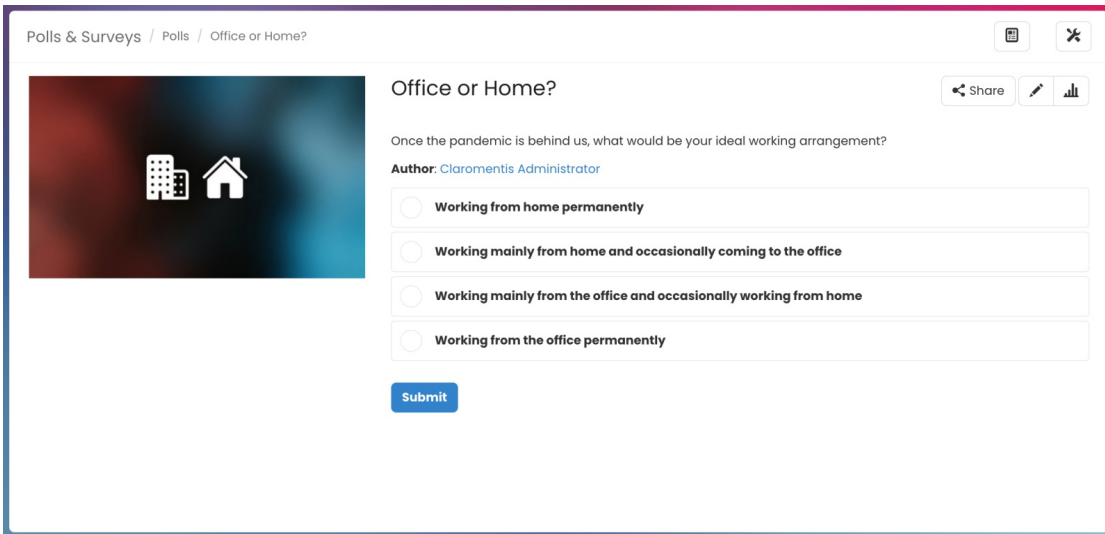 Polls & Surveys / Polls / Office or Home?
Office or Home?
Share
Once the pandemic is behind us, what would be your ideal working arrangement?
Author: Claromentis Administrator
Working from home permanently
Working mainly from home and occasionally coming to the office
Working mainly from the office and occasionally working from home
Working from the office permanently
Submit